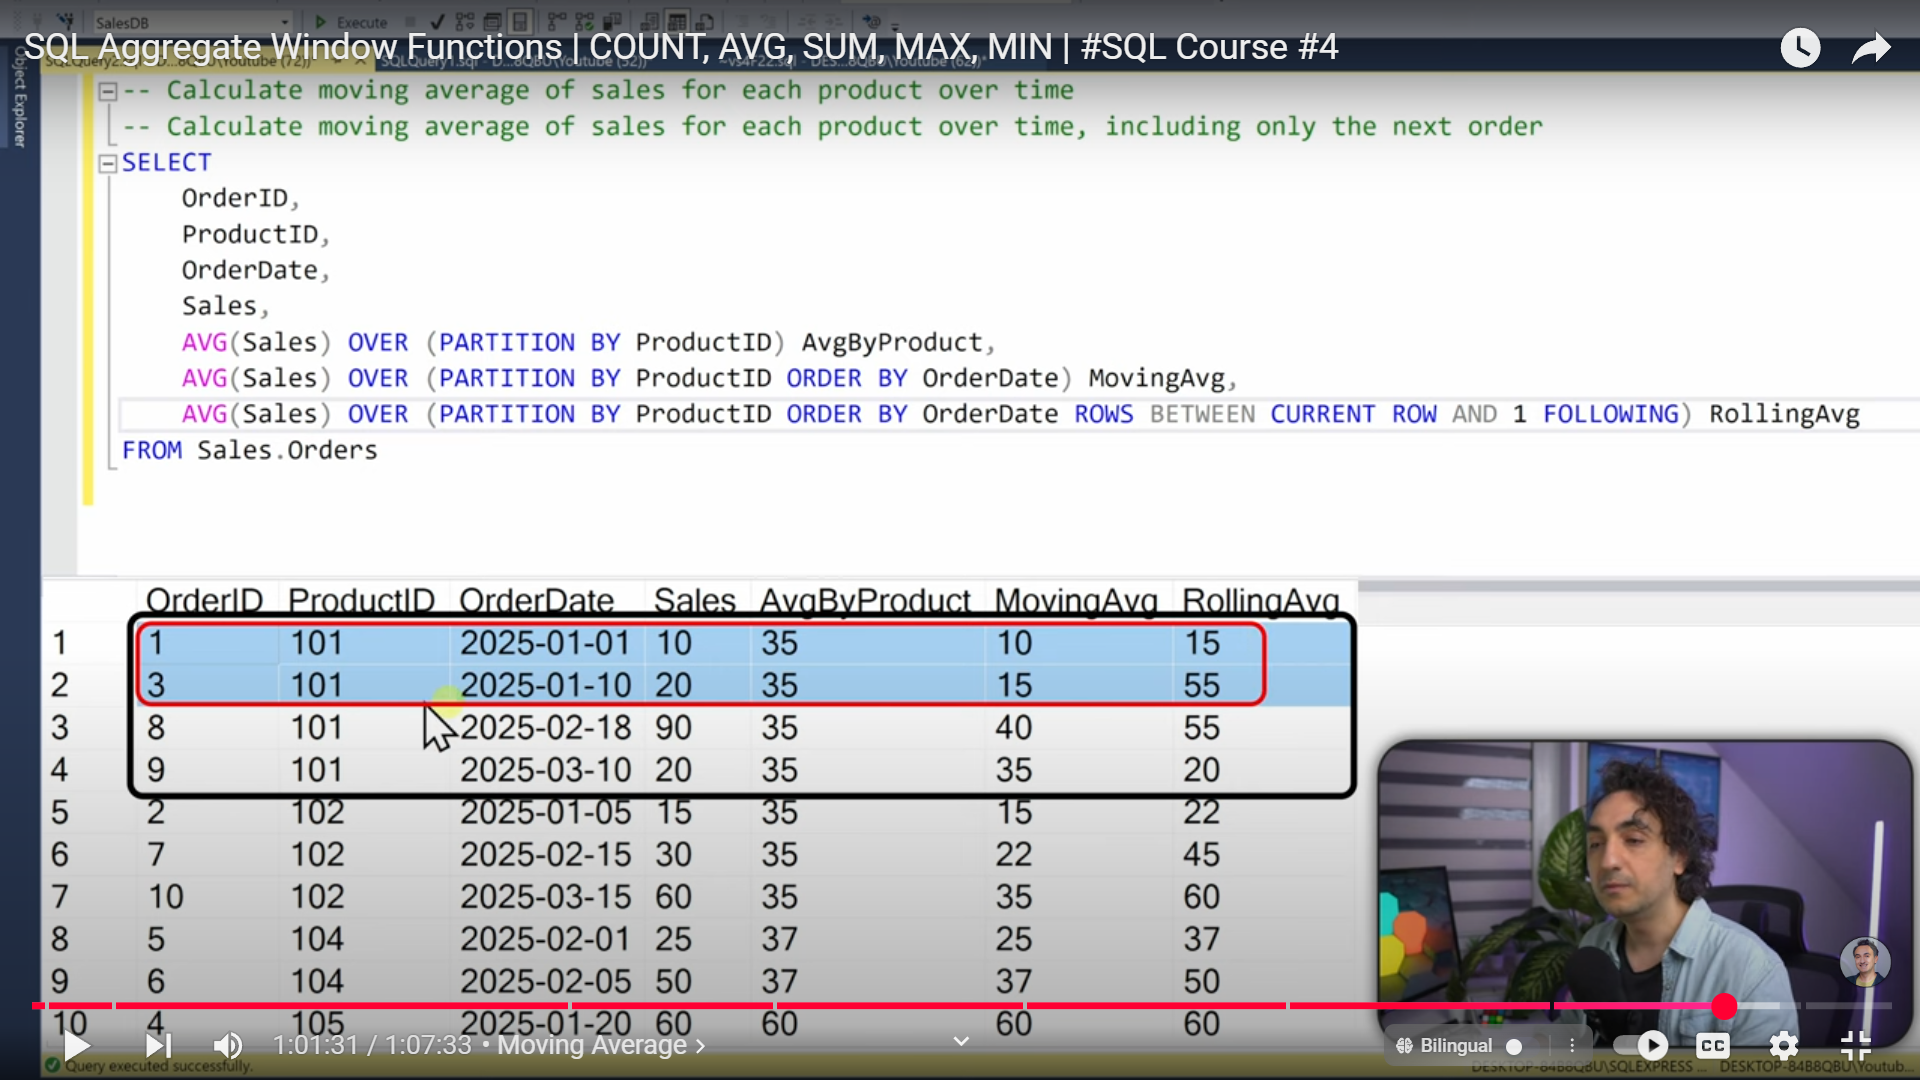 SalesDB
Execute
SQL Aggregate Window Functions | COUNT, AVG, SUM, MAX, MIN | #SQL Course #4
Object Explorer
-- Calculate moving average of sales for each product over time
-- Calculate moving average of sales for each product over time, including only the next order
SELECT
OrderID,
ProductID,
OrderDate,
Sales,
AVG(Sales) OVER (PARTITION BY ProductID) AvgByProduct,
AVG(Sales) OVER (PARTITION BY ProductID ORDER BY OrderDate) MovingAvg,
AVG(Sales) OVER (PARTITION BY ProductID ORDER BY OrderDate ROWS BETWEEN CURRENT ROW AND 1 FOLLOWING) RollingAvg
FROM Sales.Orders
OrderID ProductID OrderDate Sales AvgByProduct MovingAvg RollingAvg
1 1 101 2025-01-01 10 35 10 15
2 3 101 2025-01-10 20 35 15 55
3 8 101 2025-02-18 90 35 40 55
4 9 101 2025-03-10 20 35 35 20
5 2 102 2025-01-05 15 35 15 22
6 7 102 2025-02-15 30 35 22 45
7 10 102 2025-03-15 60 35 35 60
8 5 104 2025-02-01 25 37 25 37
9 6 104 2025-02-05 50 37 37 50
10 4 105 2025-01-20 60 60 60 60
1:01:31 / 1:07:33 • Moving Average ›
Bilingual
CC
Query executed successfully.
DESKTOP-84B8QBU\SQLEXPRESS ... DESKTOP-84B8QBU\Youtub...